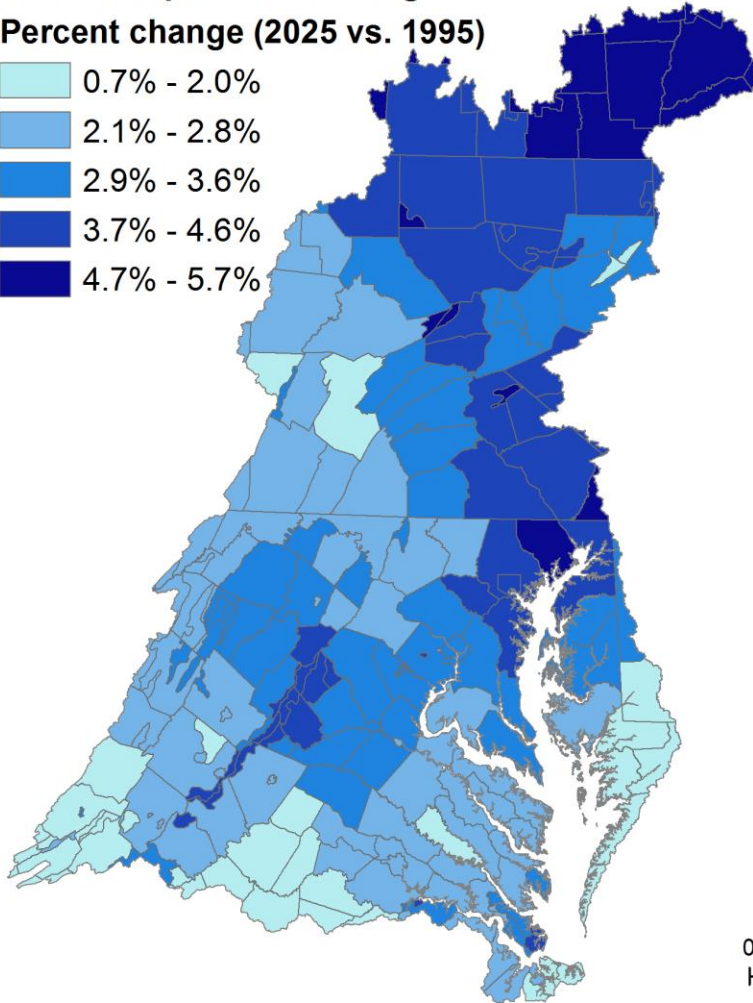 Percent change (2025 vs. 1995)
0.7% - 2.0%
2.1% - 2.8%
2.9% - 3.6%
3.7% - 4.6%
4.7% - 5.7%
0